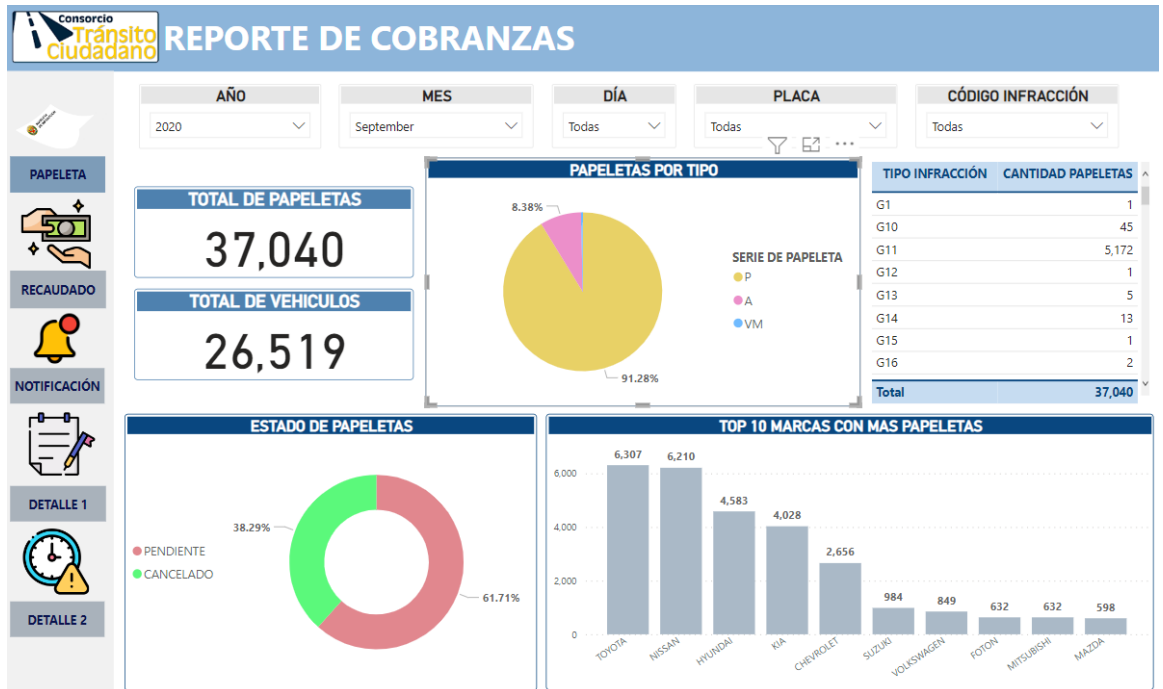 Consorcio
Tránsito
Ciudadano
REPORTE DE COBRANZAS
AÑO
2020
MES
September
DÍA
Todas
PLACA
Todas
CÓDIGO INFRACCIÓN
Todas
PAPELETA
RECAUDADO
NOTIFICACIÓN
DETALLE 1
DETALLE 2
TOTAL DE PAPELETAS
37,040
TOTAL DE VEHICULOS
26,519
PAPELETAS POR TIPO
8.38%
91.28%
SERIE DE PAPELETA
P
A
VM
TIPO INFRACCIÓN CANTIDAD PAPELETAS
G1 1
G10 45
G11 5,172
G12 1
G13 5
G14 13
G15 1
G16 2
Total 37,040
ESTADO DE PAPELETAS
38.29%
PENDIENTE
CANCELADO
61.71%
TOP 10 MARCAS CON MAS PAPELETAS
6,000
4,000
2,000
0
6,307 6,210 4,583 4,028 2,656 984 849 632 632 598
TOYOTA NISSAN HYUNDAI KIA CHEVROLET SUZUKI VOLKSWAGEN FOTON MITSUBISHI MAZDA